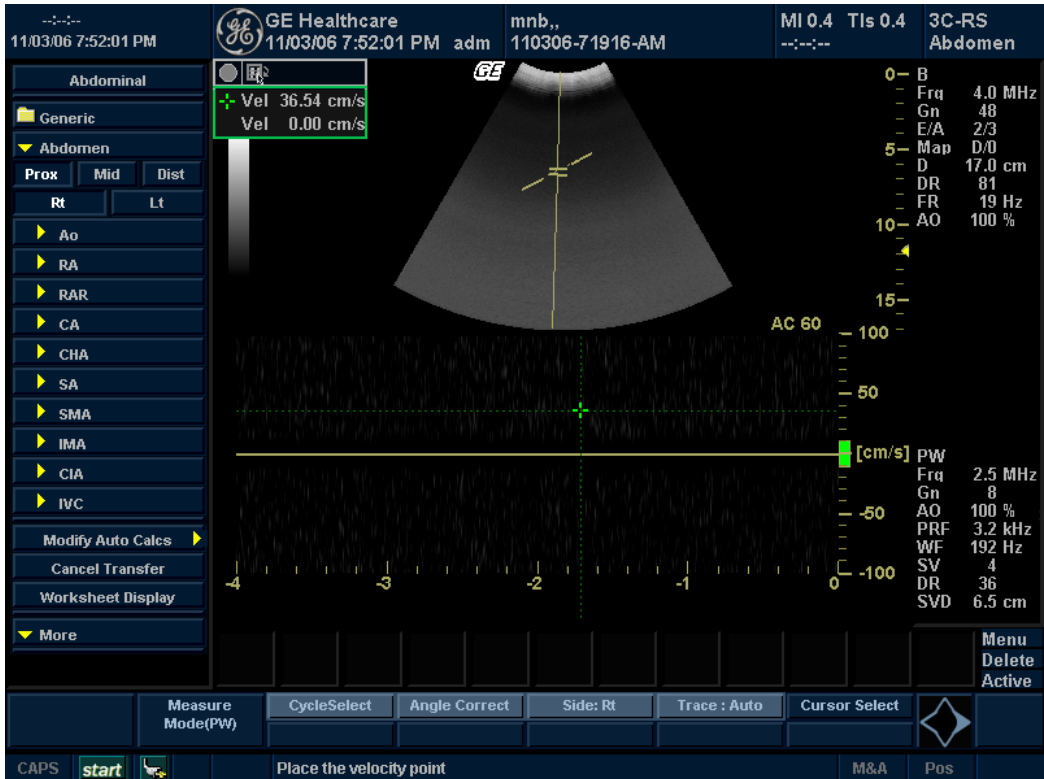 --:--:--
11/03/06 7:52:01 PM
GE
GE Healthcare
11/03/06 7:52:01 PM adm
mnb,,
110306-71916-AM
MI 0.4 TIs 0.4
--:--:--
3C-RS
Abdomen
Abdominal
Generic
Abdomen
Prox Mid Dist
Rt Lt
Ao
RA
RAR
CA
CHA
SA
SMA
IMA
CIA
IVC
Modify Auto Calcs
Cancel Transfer
Worksheet Display
More
Vel 36.54 cm/s
Vel 0.00 cm/s
GE
0
5
10
15
B
Frq 4.0 MHz
Gn 48
E/A 2/3
Map D/0
D 17.0 cm
DR 81
FR 19 Hz
AO 100 %
AC 60
100
50
[cm/s]
-50
-100
-4 -3 -2 -1 0
PW
Frq 2.5 MHz
Gn 8
AO 100 %
PRF 3.2 kHz
WF 192 Hz
SV 4
DR 36
SVD 6.5 cm
Menu
Delete
Active
Measure
Mode(PW)
CycleSelect
Angle Correct
Side: Rt
Trace : Auto
Cursor Select
CAPS
start
Place the velocity point
M&A
Pos